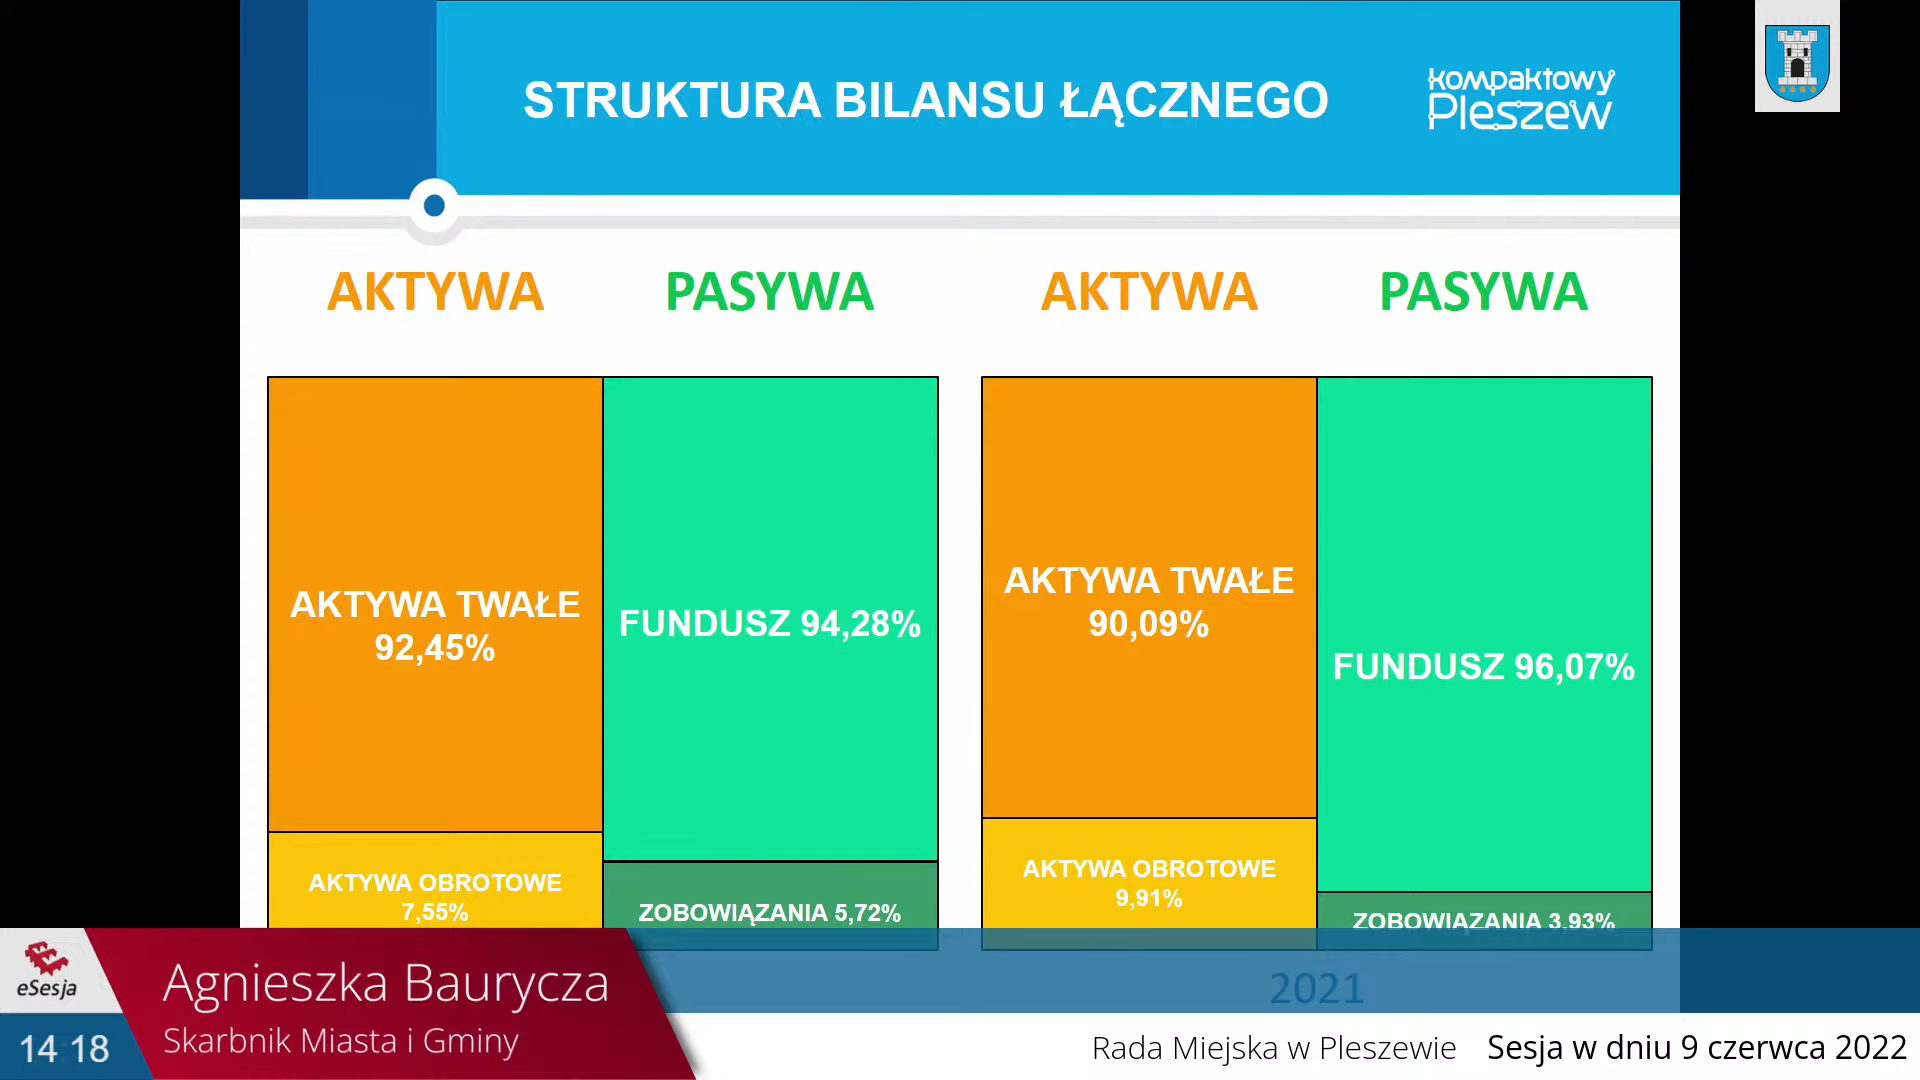 STRUKTURA BILANSU ŁĄCZNEGO
kompaktowy
Pleszew
AKTYWA
PASYWA
AKTYWA
PASYWA
AKTYWA TWAŁE
92,45%
FUNDUSZ 94,28%
AKTYWA TWAŁE
90,09%
FUNDUSZ 96,07%
AKTYWA OBROTOWE
7,55%
ZOBOWIĄZANIA 5,72%
AKTYWA OBROTOWE
9,91%
ZOBOWIĄZANIA 3,93%
2021
eSesja
Agnieszka Baurycza
Skarbnik Miasta i Gminy
14:18
Rada Miejska w Pleszewie Sesja w dniu 9 czerwca 2022